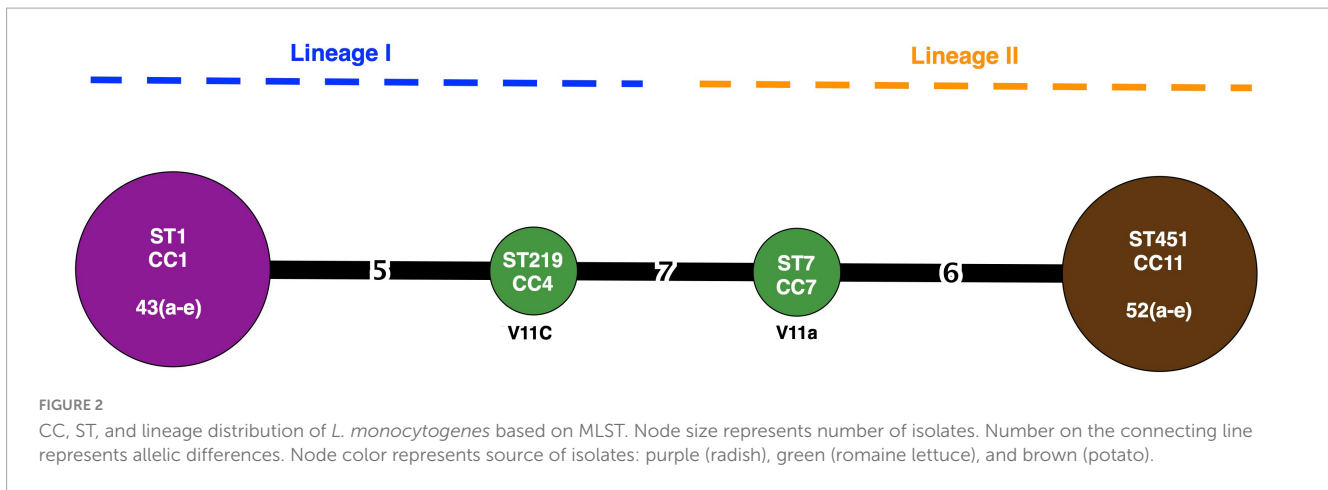 Lineage I
Lineage II
ST1
CC1
43(a-e)
5
ST219
CC4
V11C
7
ST7
CC7
V11a
6
ST451
CC11
52(a-e)
FIGURE 2
CC, ST, and lineage distribution of L. monocytogenes based on MLST. Node size represents number of isolates. Number on the connecting line
represents allelic differences. Node color represents source of isolates: purple (radish), green (romaine lettuce), and brown (potato).